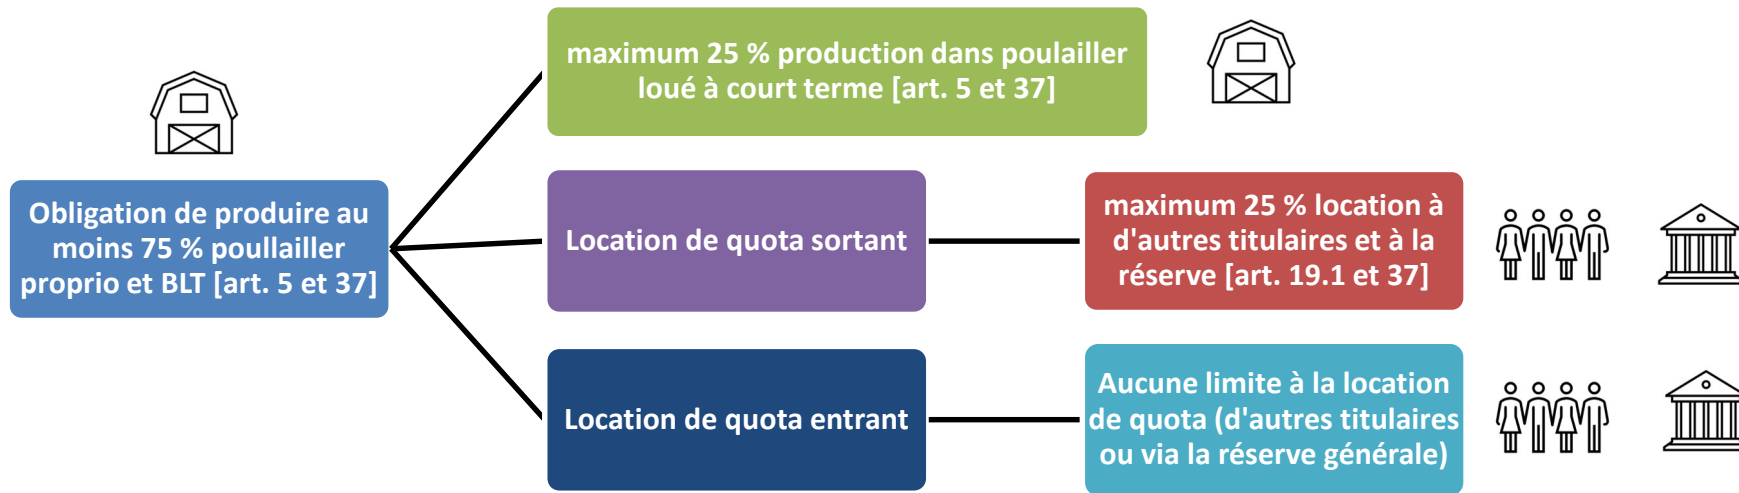 maximum 25 % production dans poulailler
loué à court terme [art. 5 et 37]
Obligation de produire au
moins 75 % poullailler
proprio et BLT [art. 5 et 37]
Location de quota sortant
maximum 25 % location à
d'autres titulaires et à la
réserve [art. 19.1 et 37]
Location de quota entrant
Aucune limite à la location
de quota (d'autres titulaires
ou via la réserve générale)